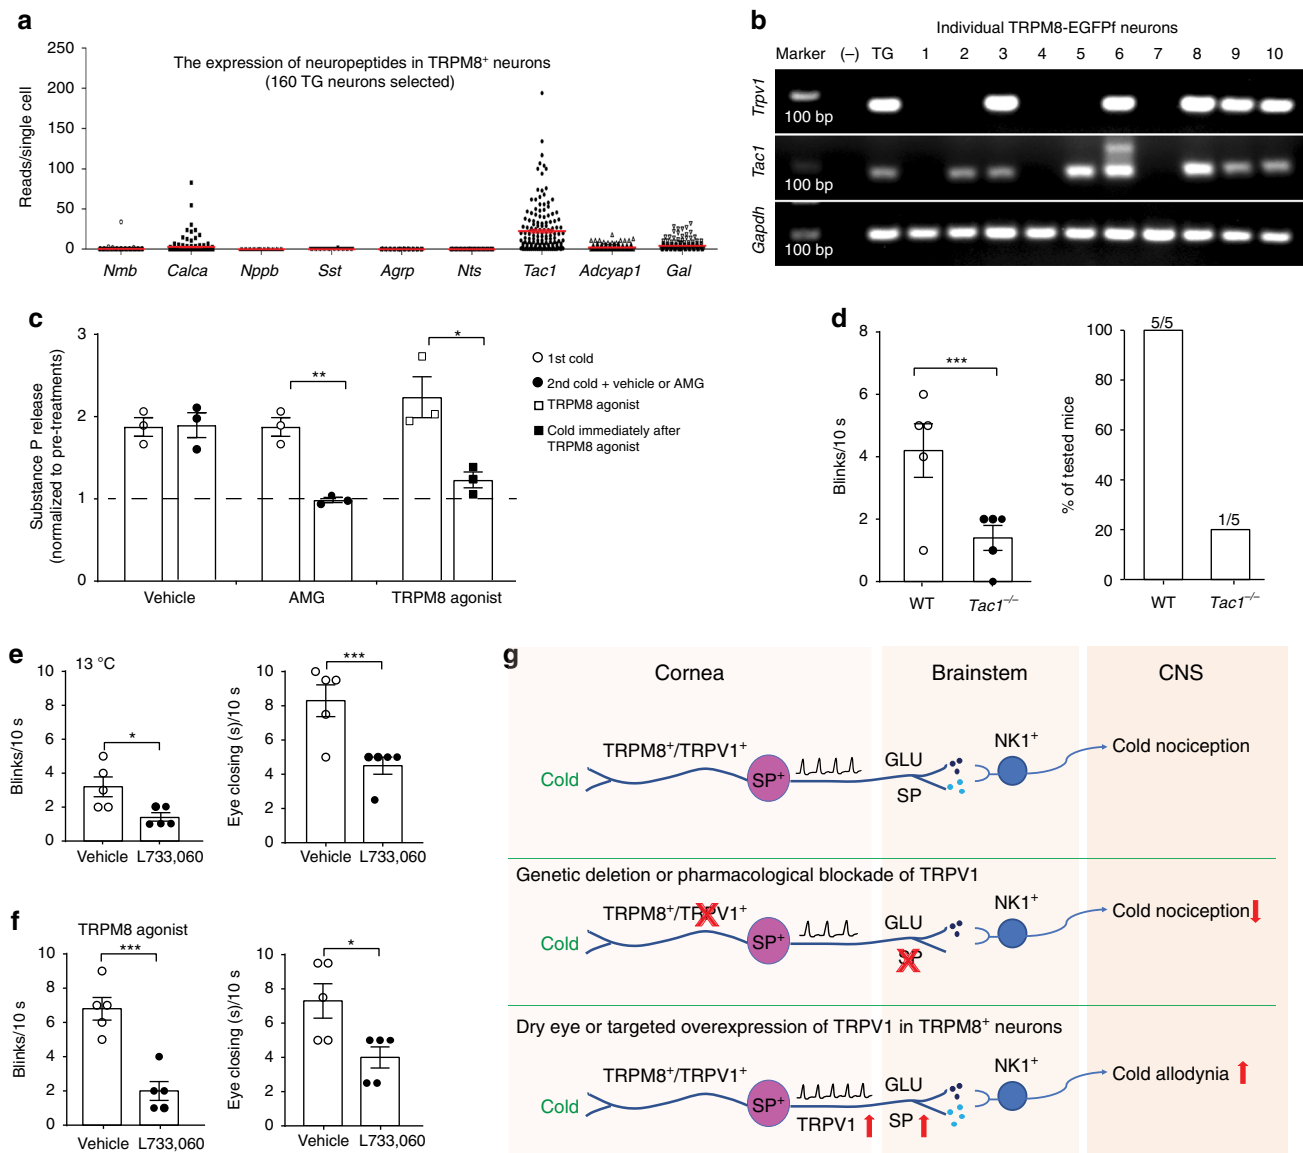 a
250
200
150
100
50
0
Reads/single cell
The expression of neuropeptides in TRPM8+ neurons
(160 TG neurons selected)
Nmb Calca Nppb Sst Agrp Nts Tac1 Adcyap1 Gal
b
Individual TRPM8-EGFPf neurons
Marker (–) TG 1 2 3 4 5 6 7 8 9 10
Trpv1
100 bp
Tac1
100 bp
Gapdh
100 bp
c
3
2
1
0
Substance P release
(normalized to pre-treatments)
** *
Vehicle AMG TRPM8 agonist
1st cold
2nd cold + vehicle or AMG
TRPM8 agonist
Cold immediately after
TRPM8 agonist
d
8
6
4
2
0
Blinks/10 s
***
WT Tac1–/–
100
80
60
40
20
0
% of tested mice
5/5
1/5
WT Tac1–/–
e
13 °C
10
8
6
4
2
0
Blinks/10 s
*
Vehicle L733,060
10
8
6
4
2
0
Eye closing (s)/10 s
***
Vehicle L733,060
f
TRPM8 agonist
10
8
6
4
2
0
Blinks/10 s
***
Vehicle L733,060
10
8
6
4
2
0
Eye closing (s)/10 s
*
Vehicle L733,060
g
Cornea Brainstem CNS
TRPM8+/TRPV1+
Cold
SP+
GLU
SP
NK1+
Cold nociception
Genetic deletion or pharmacological blockade of TRPV1
TRPM8+/TRPV1+
Cold
SP+
GLU
SP
NK1+
Cold nociception
Dry eye or targeted overexpression of TRPV1 in TRPM8+ neurons
TRPM8+/TRPV1+
Cold
SP+
TRPV1
GLU
SP
NK1+
Cold allodynia